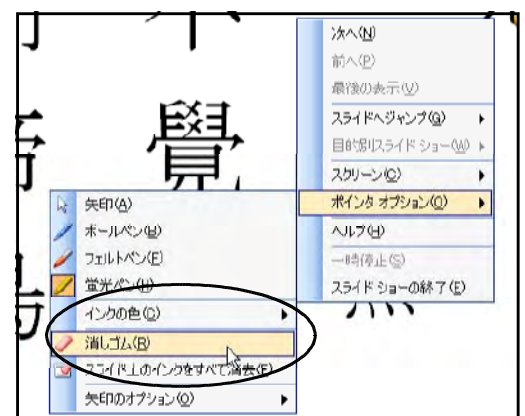 次へ(N)
前へ(P)
最後の表示(V)
スライドへジャンプ(G)
目的別スライド ショー(W)
スクリーン(C)
ポインタ オプション(O)
ヘルプ(H)
一時停止(S)
スライド ショーの終了(E)
覺
矢印(A)
ボールペン(B)
フェルトペン(F)
蛍光ペン(H)
インクの色(C)
消しゴム(R)
スライド上のインクをすべて消去(E)
矢印のオプション(O)